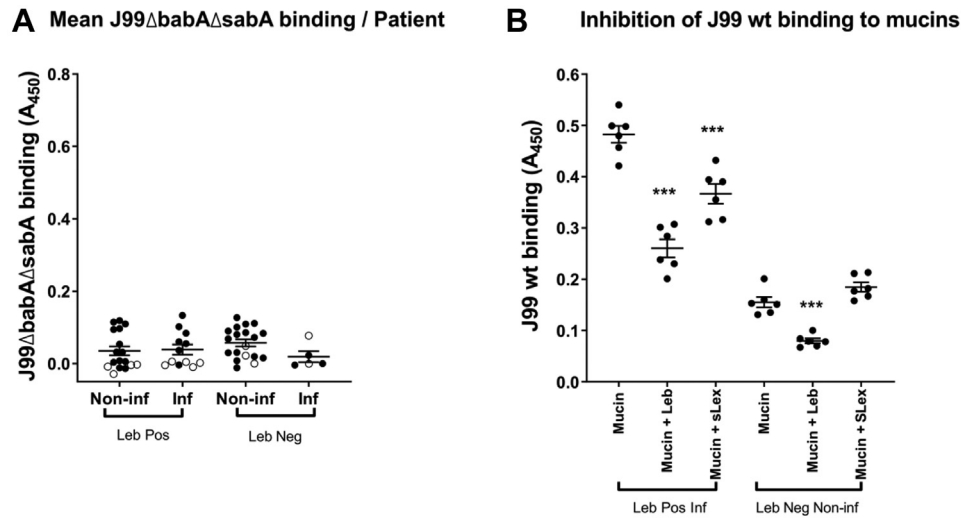 A Mean J99ΔbabAΔsabA binding / Patient
J99ΔbabAΔsabA binding (A450)
0.8
0.6
0.4
0.2
0.0
Non-inf Inf Non-inf Inf
Leb Pos Leb Neg
B Inhibition of J99 wt binding to mucins
J99 wt binding (A450)
0.6
0.5
0.4
0.3
0.2
0.1
0.0
***
***
***
Mucin
Mucin + Leb
Mucin + sLex
Mucin
Mucin + Leb
Mucin + SLex
Leb Pos Inf Leb Neg Non-inf